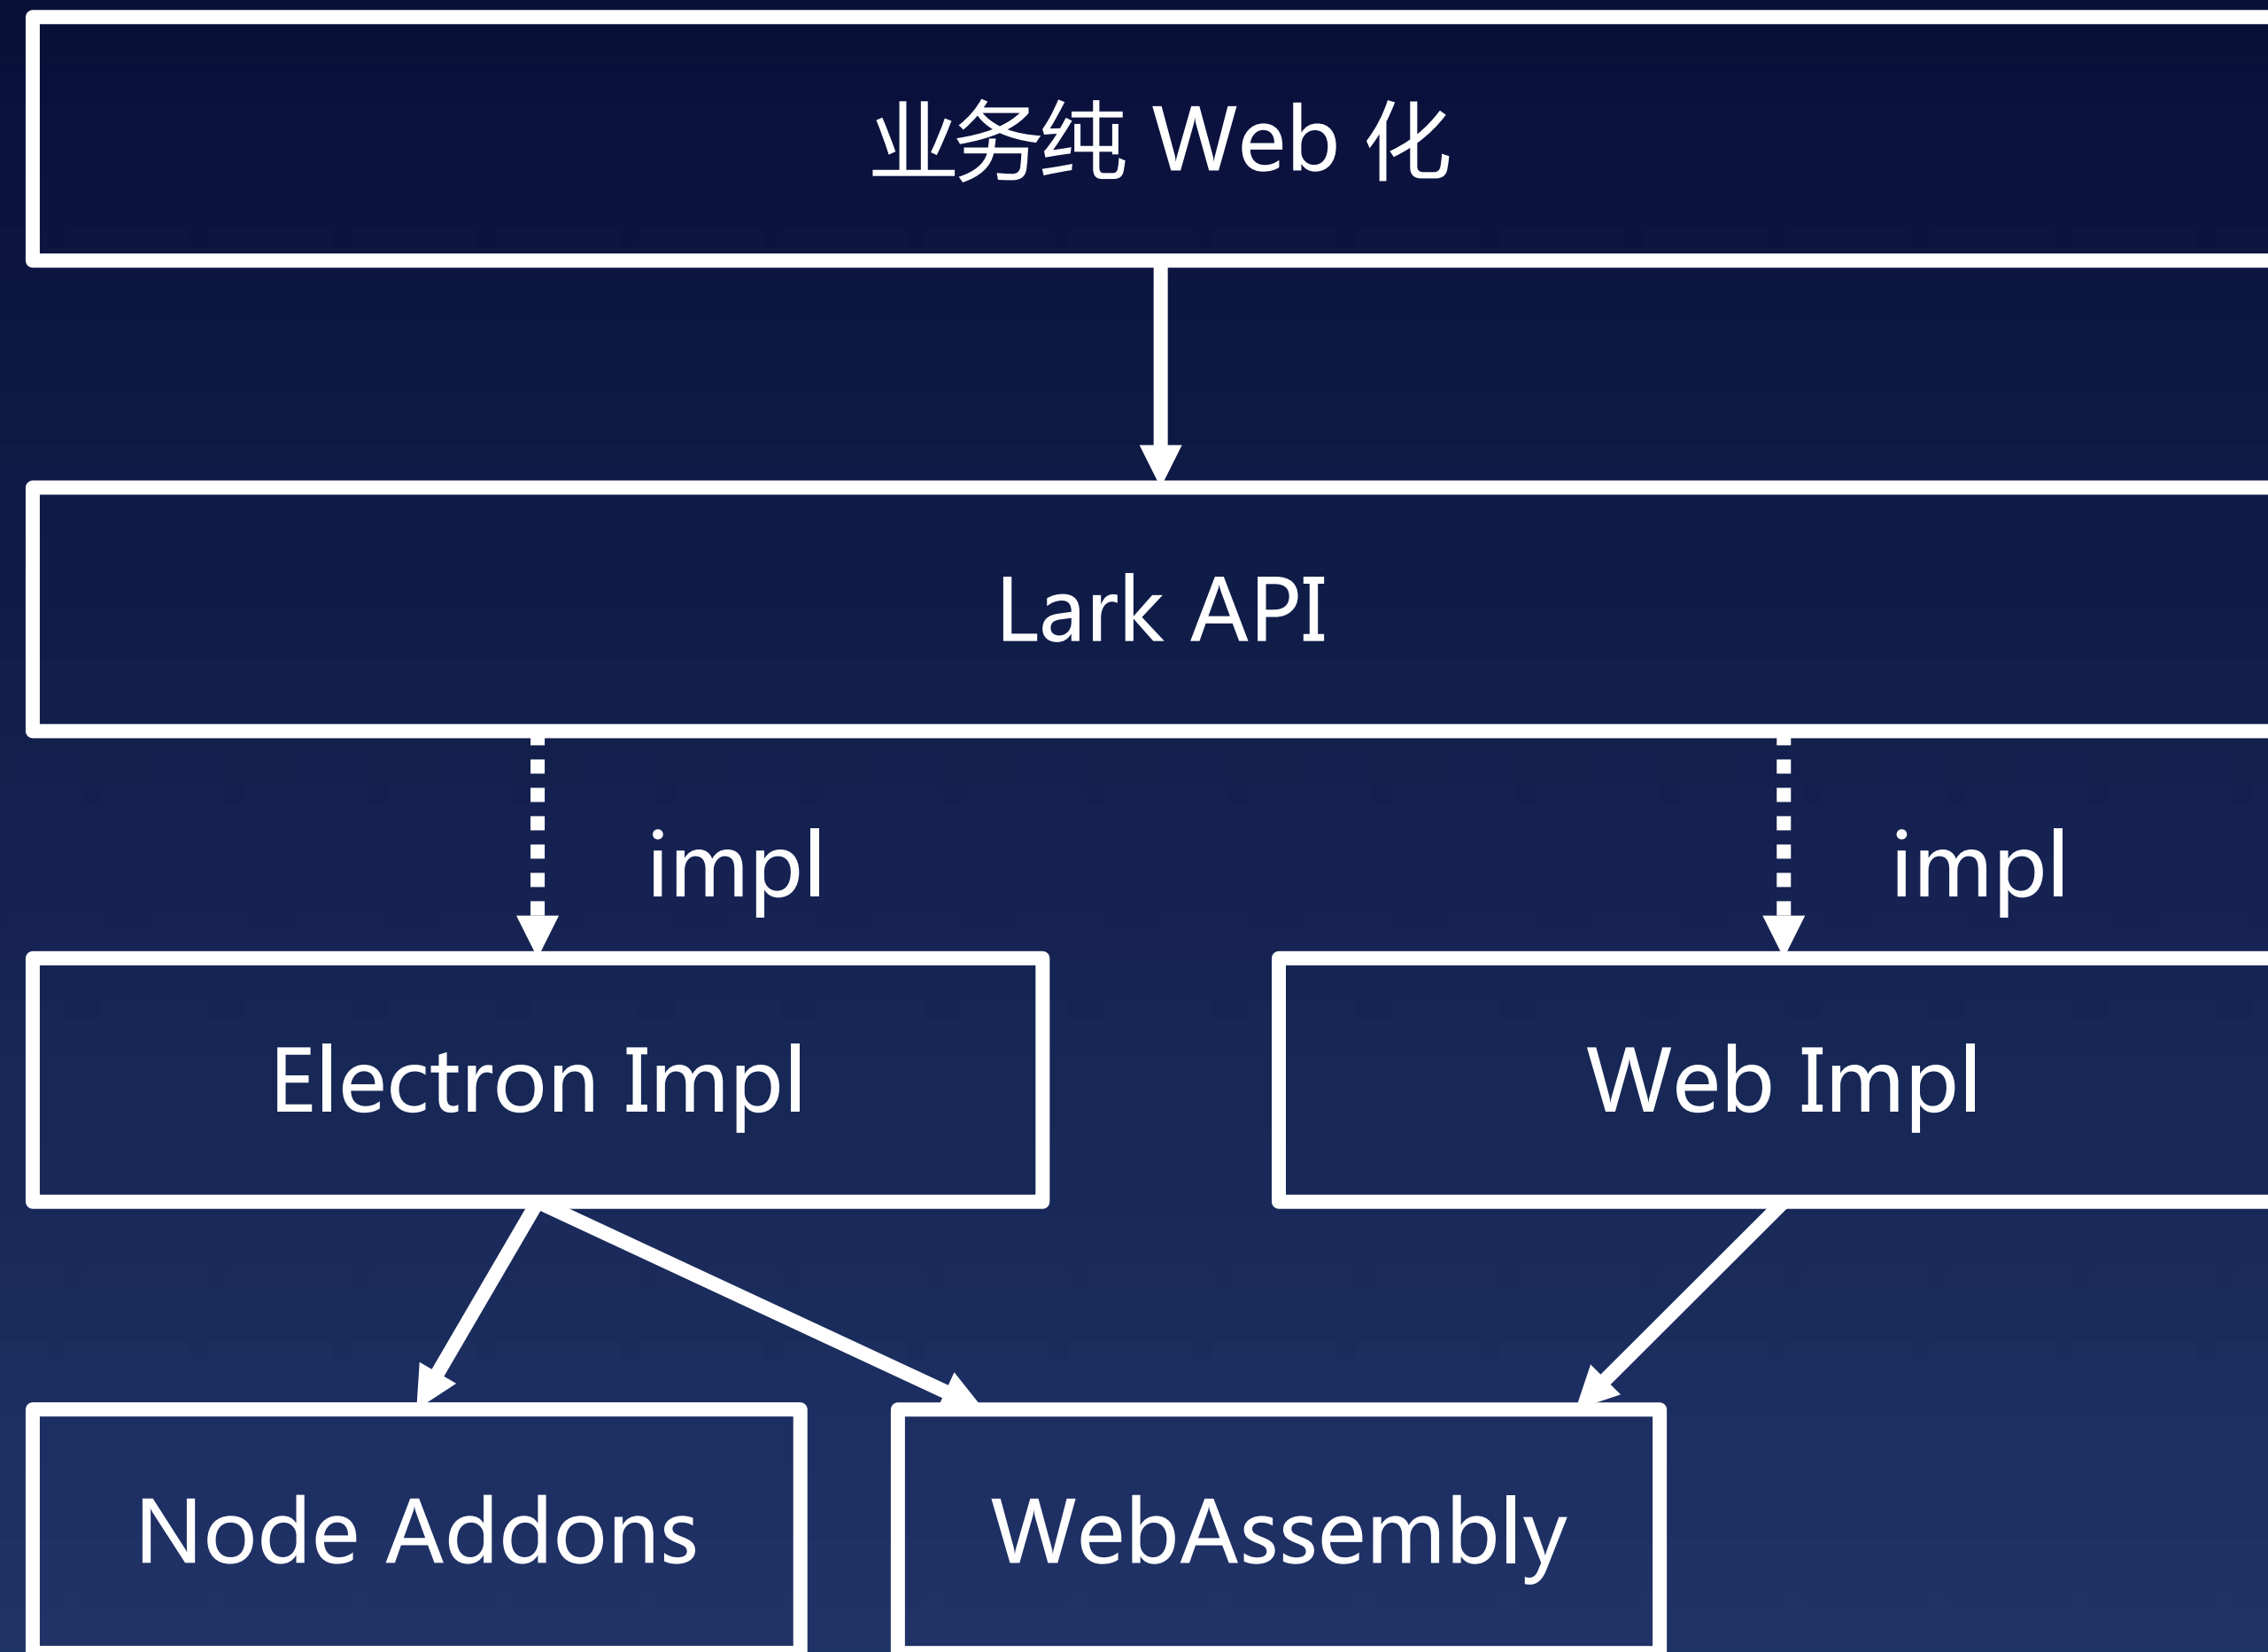 业务纯 Web 化
Lark API
impl
impl
Electron Impl
Web Impl
Node Addons
WebAssembly